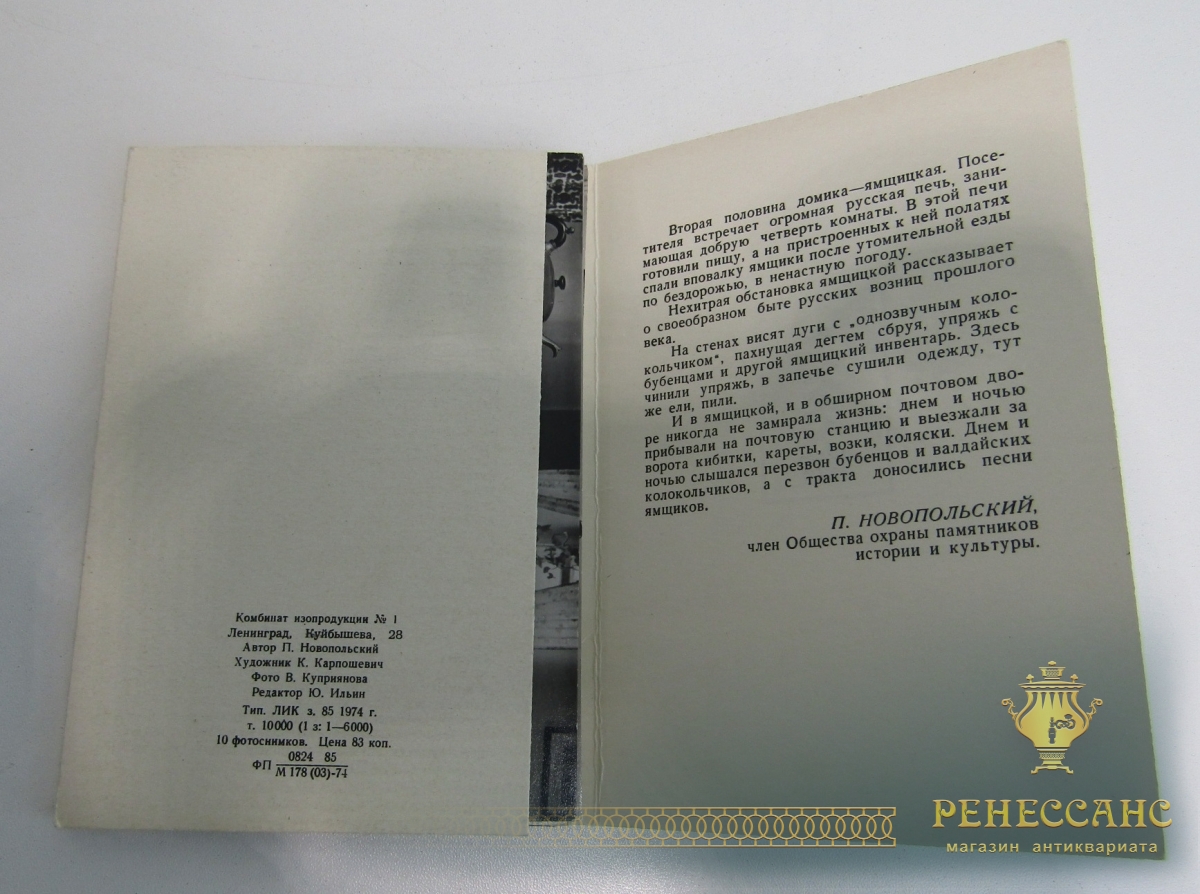 Комбинат изопродукции № 1
Ленинград, Куйбышева, 28
Автор П. Новопольский
Художник К. Карпошевич
Фото В. Куприянова
Редактор Ю. Ильин
Тип. ЛИК з. 85 1974 г.
т. 10000 (1 з: 1—6000)
10 фотоснимков. Цена 83 коп.
ФП 0824 85
М 178 (03)-74
Вторая половина домика—ямщицкая. Посе-
тителя встречает огромная русская печь, зани-
мающая добрую четверть комнаты. В этой печи
готовили пищу, а на пристроенных к ней полатях
спали вповалку ямщики после утомительной езды
по бездорожью, в ненастную погоду.
Нехитрая обстановка ямщицкой рассказывает
о своеобразном быте русских возниц прошлого
века.
На стенах висят дуги с „однозвучным коло-
кольчиком“, пахнущая дегтем сбруя, упряжь с
бубенцами и другой ямщицкий инвентарь. Здесь
чинили упряжь, в запечье сушили одежду, тут
же ели, пили.
И в ямщицкой, и в обширном почтовом дво-
ре никогда не замирала жизнь: днем и ночью
прибывали на почтовую станцию и выезжали за
ворота кибитки, кареты, возки, коляски. Днем и
ночью слышался перезвон бубенцов и валдайских
колокольчиков, а с тракта доносились песни
ямщиков.
П. НОВОПОЛЬСКИЙ,
член Общества охраны памятников
истории и культуры.
РЕНЕССАНС
магазин антиквариата